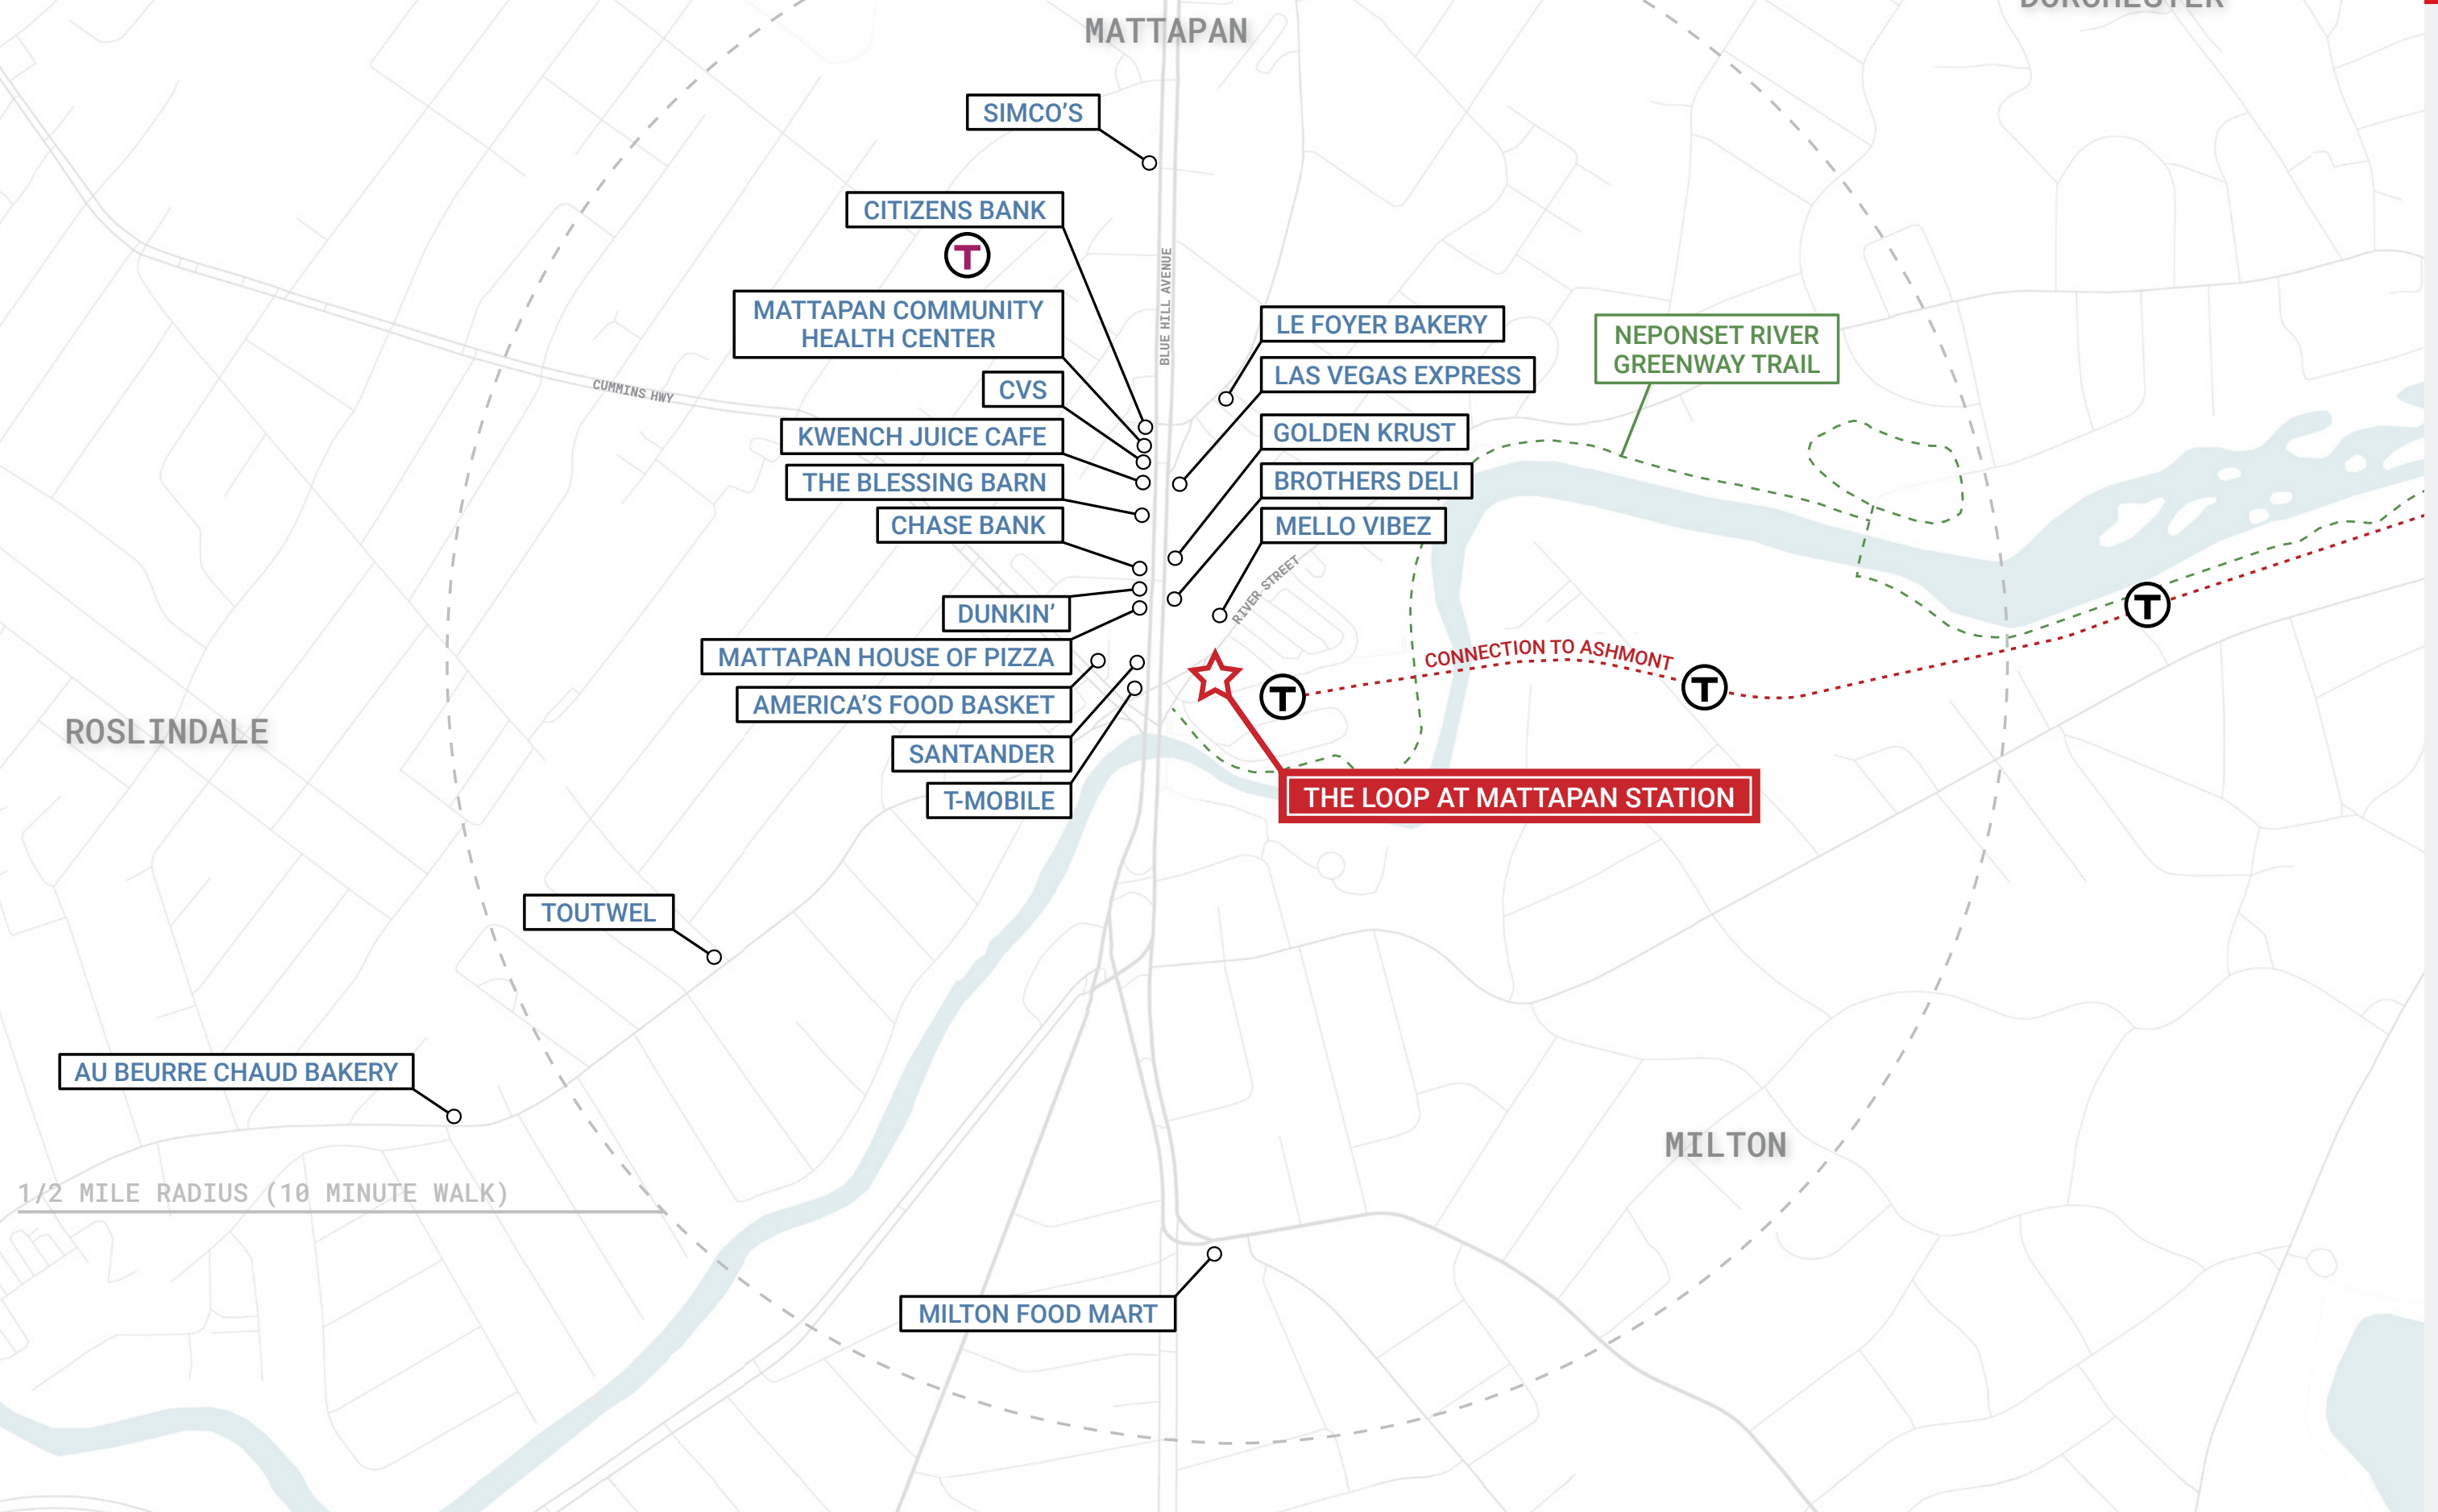 DORCHESTER
MATTAPAN
SIMCO'S
CITIZENS BANK
T
BLUE HILL AVENUE
MATTAPAN COMMUNITY
HEALTH CENTER
LE FOYER BAKERY
NEPONSET RIVER
GREENWAY TRAIL
LAS VEGAS EXPRESS
CVS
CUMMINS HWY
KWENCH JUICE CAFE
GOLDEN KRUST
THE BLESSING BARN
BROTHERS DELI
CHASE BANK
MELLO VIBEZ
RIVER STREET
DUNKIN'
T
MATTAPAN HOUSE OF PIZZA
CONNECTION TO ASHMONT
T
T
AMERICA'S FOOD BASKET
ROSLINDALE
SANTANDER
T-MOBILE
THE LOOP AT MATTAPAN STATION
TOUTWEL
AU BEURRE CHAUD BAKERY
MILTON
1/2 MILE RADIUS (10 MINUTE WALK)
MILTON FOOD MART